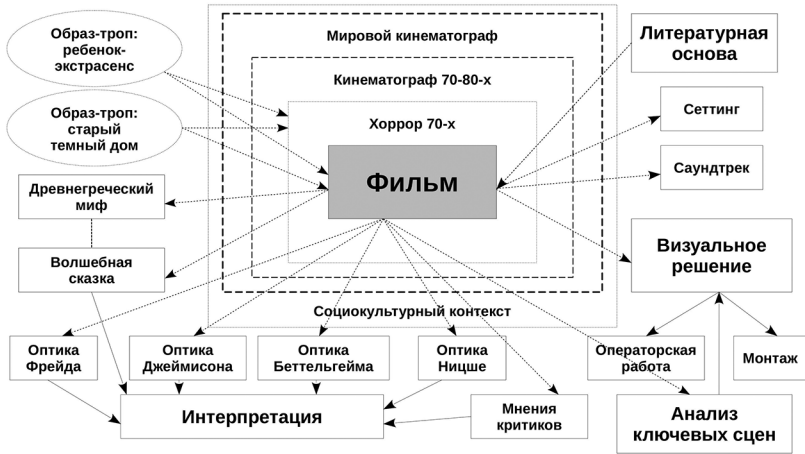 Образ-троп:
ребенок-
экстрасенс
Мировой кинематограф
Литературная
основа
Кинематограф 70-80-х
Образ-троп:
старый
темный дом
Хоррор 70-х
Сеттинг
Фильм
Саундтрек
Древнегреческий
миф
Волшебная
сказка
Визуальное
решение
Социокультурный контекст
Оптика
Фрейда
Оптика
Джеймисона
Оптика
Беттельгейма
Оптика
Ницше
Операторская
работа
Монтаж
Интерпретация
Мнения
критиков
Анализ
ключевых сцен